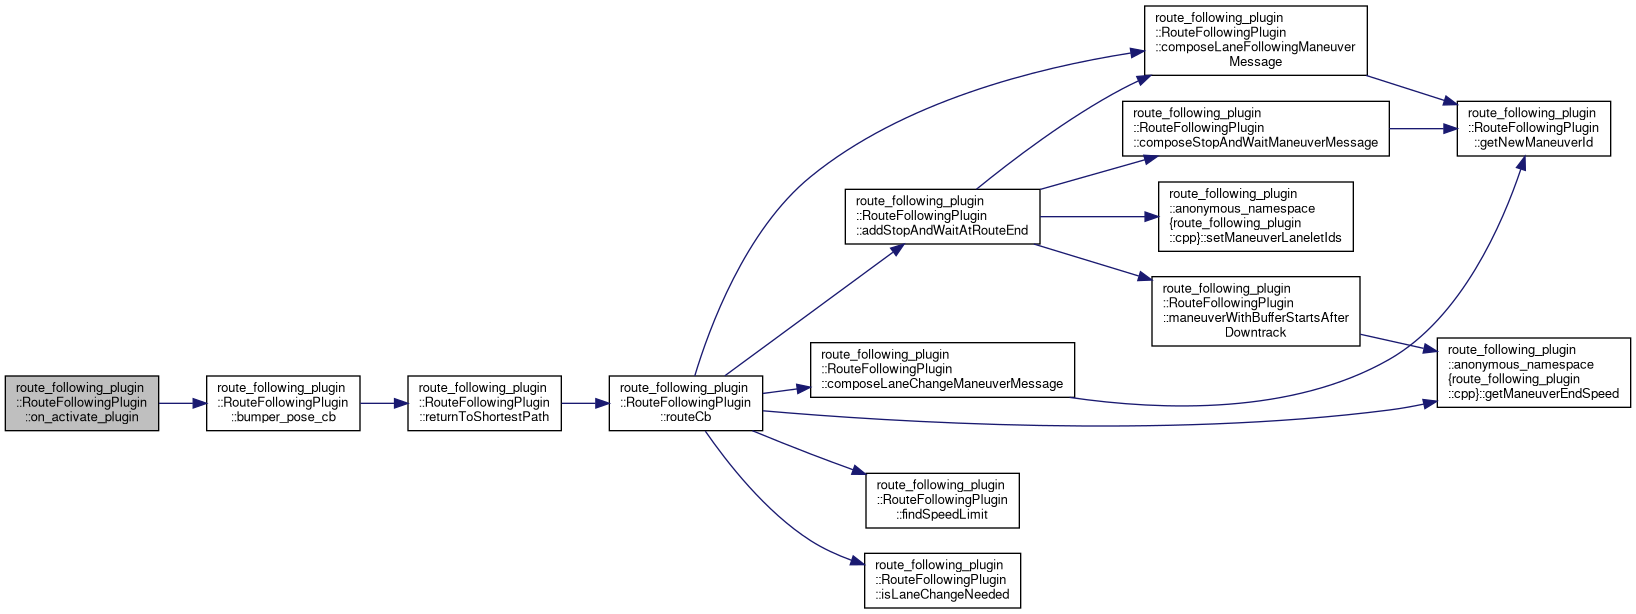 route_following_plugin
::RouteFollowingPlugin
::on_activate_plugin
route_following_plugin
::RouteFollowingPlugin
::bumper_pose_cb
route_following_plugin
::RouteFollowingPlugin
::returnToShortestPath
route_following_plugin
::RouteFollowingPlugin
::routeCb
route_following_plugin
::RouteFollowingPlugin
::addStopAndWaitAtRouteEnd
route_following_plugin
::RouteFollowingPlugin
::composeLaneChangeManeuverMessage
route_following_plugin
::RouteFollowingPlugin
::findSpeedLimit
route_following_plugin
::RouteFollowingPlugin
::isLaneChangeNeeded
route_following_plugin
::RouteFollowingPlugin
::composeLaneFollowingManeuver
Message
route_following_plugin
::RouteFollowingPlugin
::composeStopAndWaitManeuverMessage
route_following_plugin
::anonymous_namespace
{route_following_plugin
::cpp}::setManeuverLaneletIds
route_following_plugin
::RouteFollowingPlugin
::maneuverWithBufferStartsAfter
Downtrack
route_following_plugin
::RouteFollowingPlugin
::getNewManeuverId
route_following_plugin
::anonymous_namespace
{route_following_plugin
::cpp}::getManeuverEndSpeed